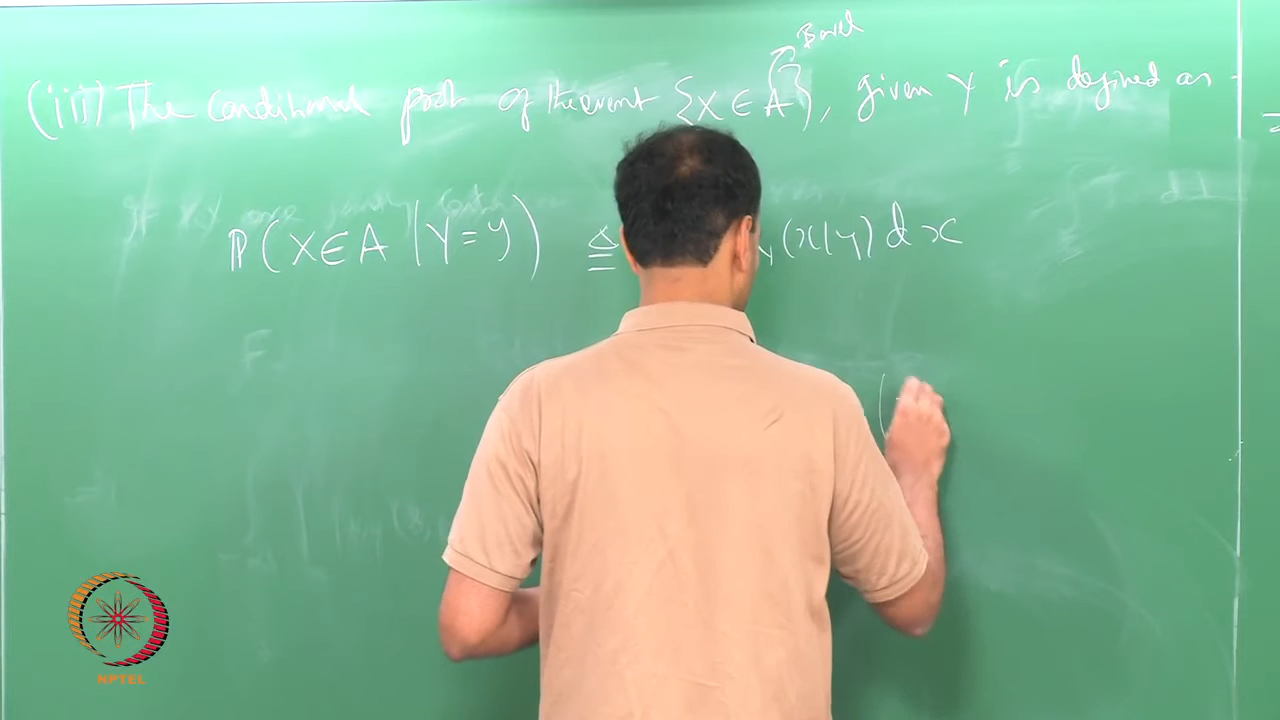 Borel
(iii) The conditional prob of the event {X ∈ A}, given Y is defined as
ℙ(X∈A | Y=y) ≜ Y(x|y) dx
NPTEL